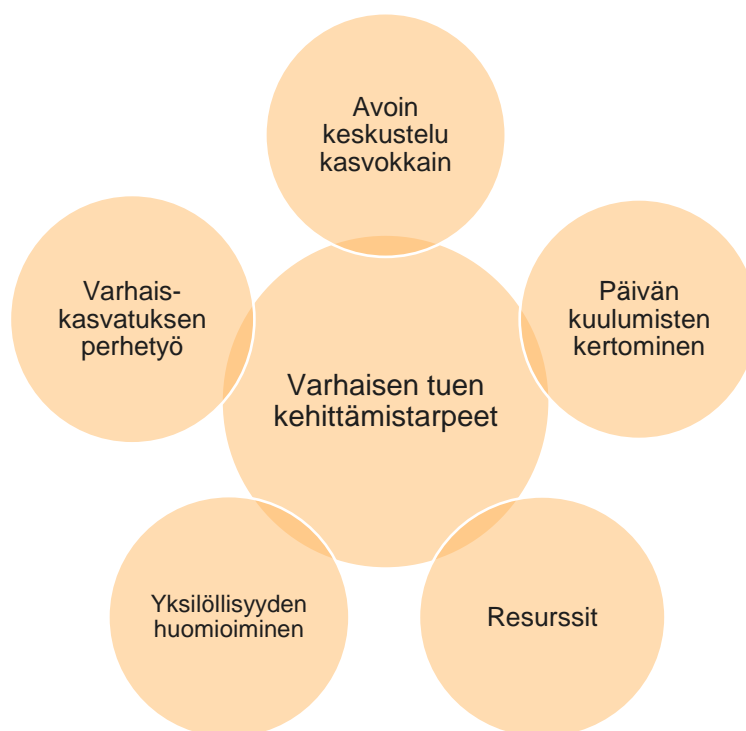 Avoin
keskustelu
kasvokkain
Varhais-
kasvatuksen
perhetyö
Päivän
kuulumisten
kertominen
Varhaisen tuen
kehittämistarpeet
Yksilöllisyyden
huomioiminen
Resurssit